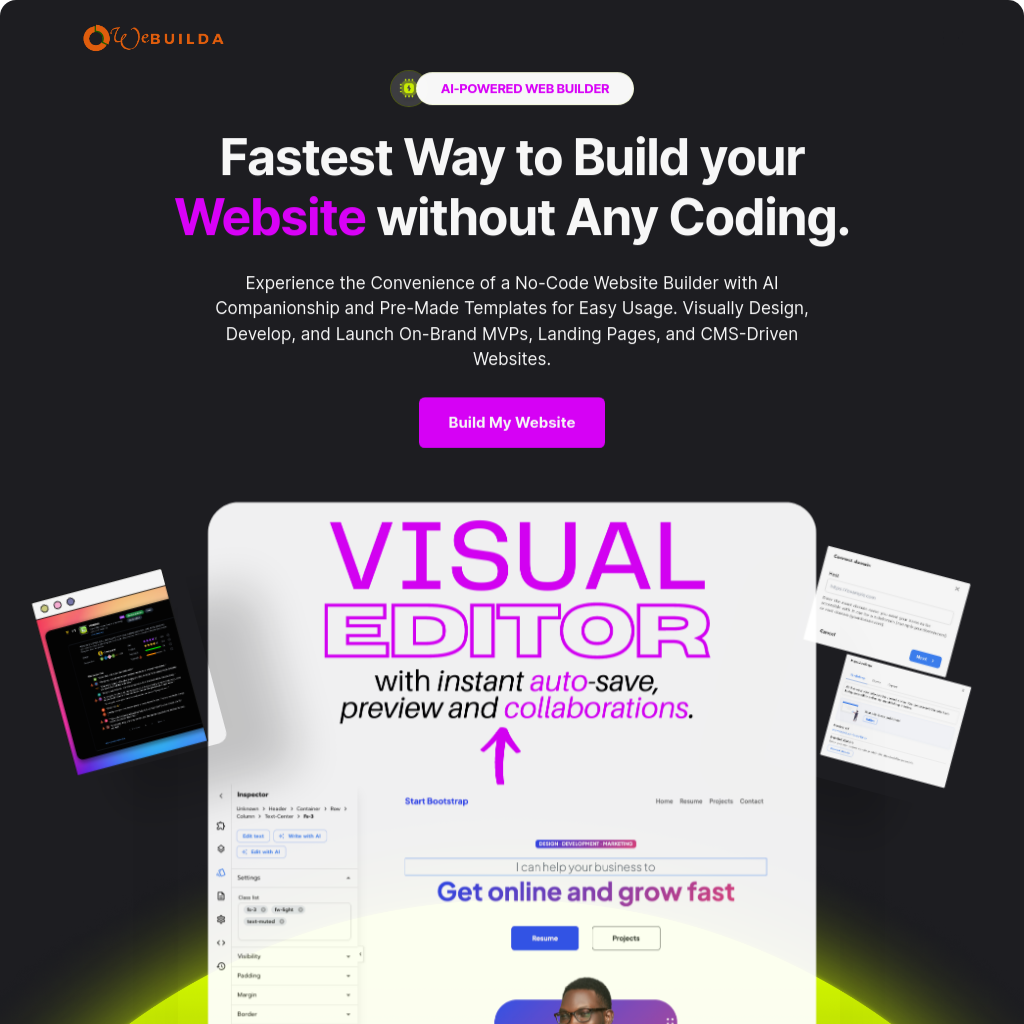 WeBUILDA
AI-POWERED WEB BUILDER
Fastest Way to Build your
Website without Any Coding.
Experience the Convenience of a No-Code Website Builder with AI
Companionship and Pre-Made Templates for Easy Usage. Visually Design,
Develop, and Launch On-Brand MVPs, Landing Pages, and CMS-Driven
Websites.
Build My Website
VISUAL
EDITOR
with instant auto-save,
preview and collaborations.
Connect domain
Host
Cancel
Next
Inspector
Unknown > Header > Container > Row >
Column > Text-Center > fs-3
Edit text
Write with AI
Edit with AI
Settings
Class list
fs-3
fw-light
text-muted
Visibility
Padding
Margin
Border
Start Bootstrap
Home Resume Projects Contact
DESIGN · DEVELOPMENT · MARKETING
I can help your business to
Get online and grow fast
Resume
Projects